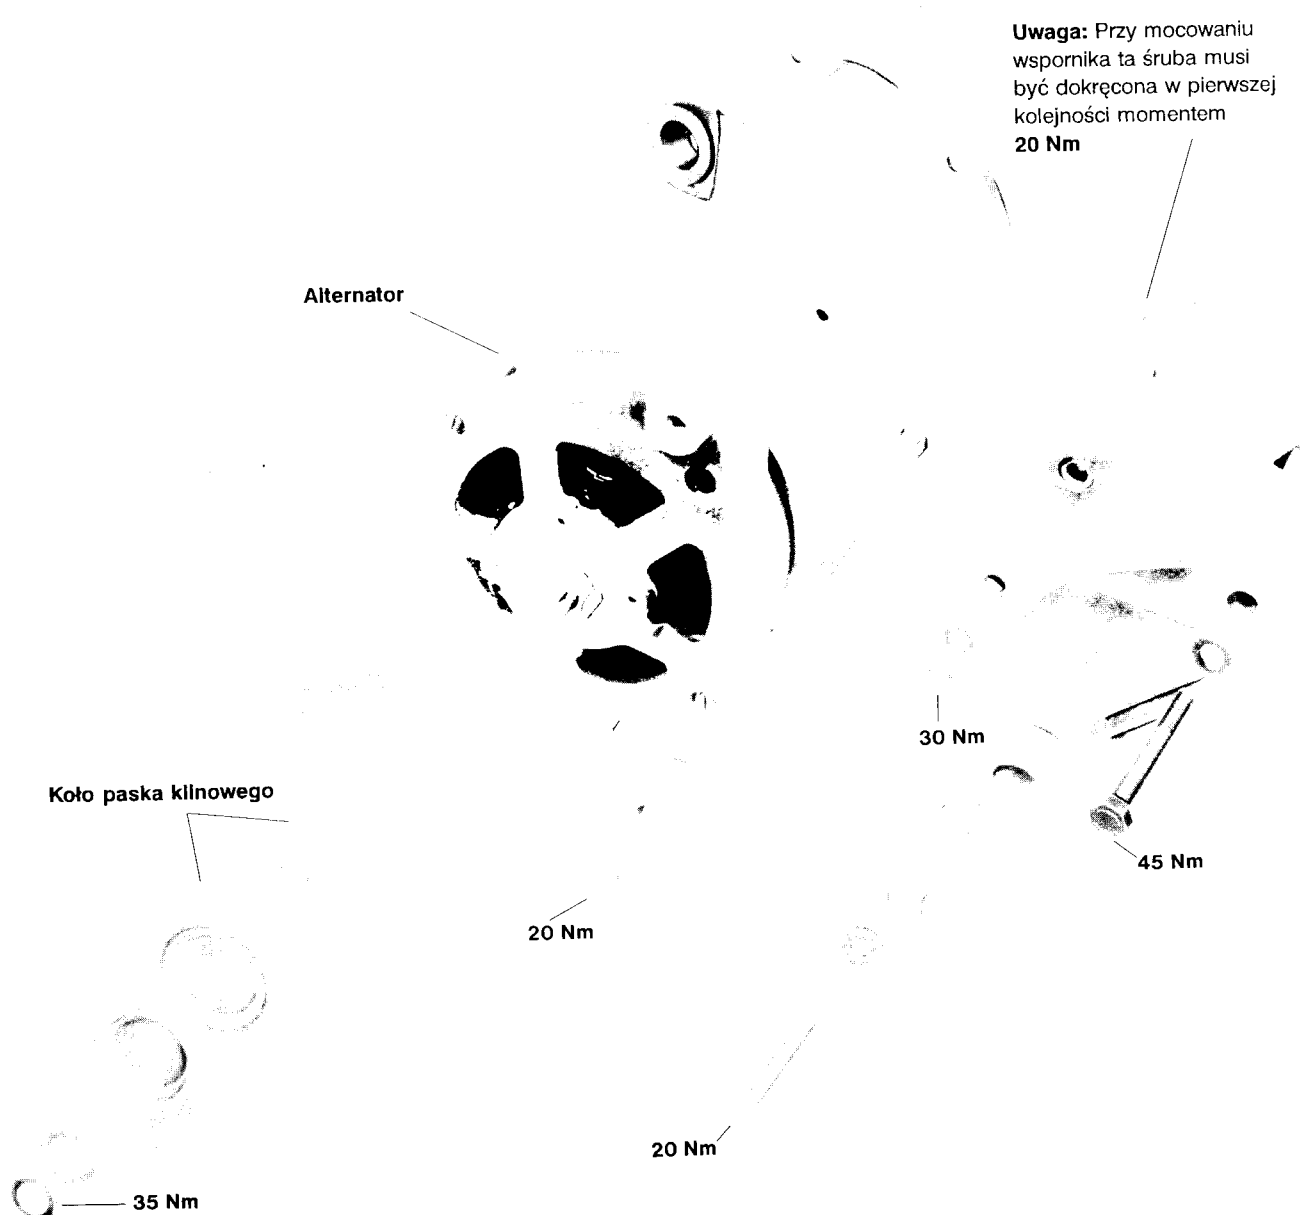 Uwaga: Przy mocowaniu
wspornika ta śruba musi
być dokręcona w pierwszej
kolejności momentem
20 Nm
Alternator
30 Nm
Koło paska klinowego
45 Nm
20 Nm
20 Nm
35 Nm